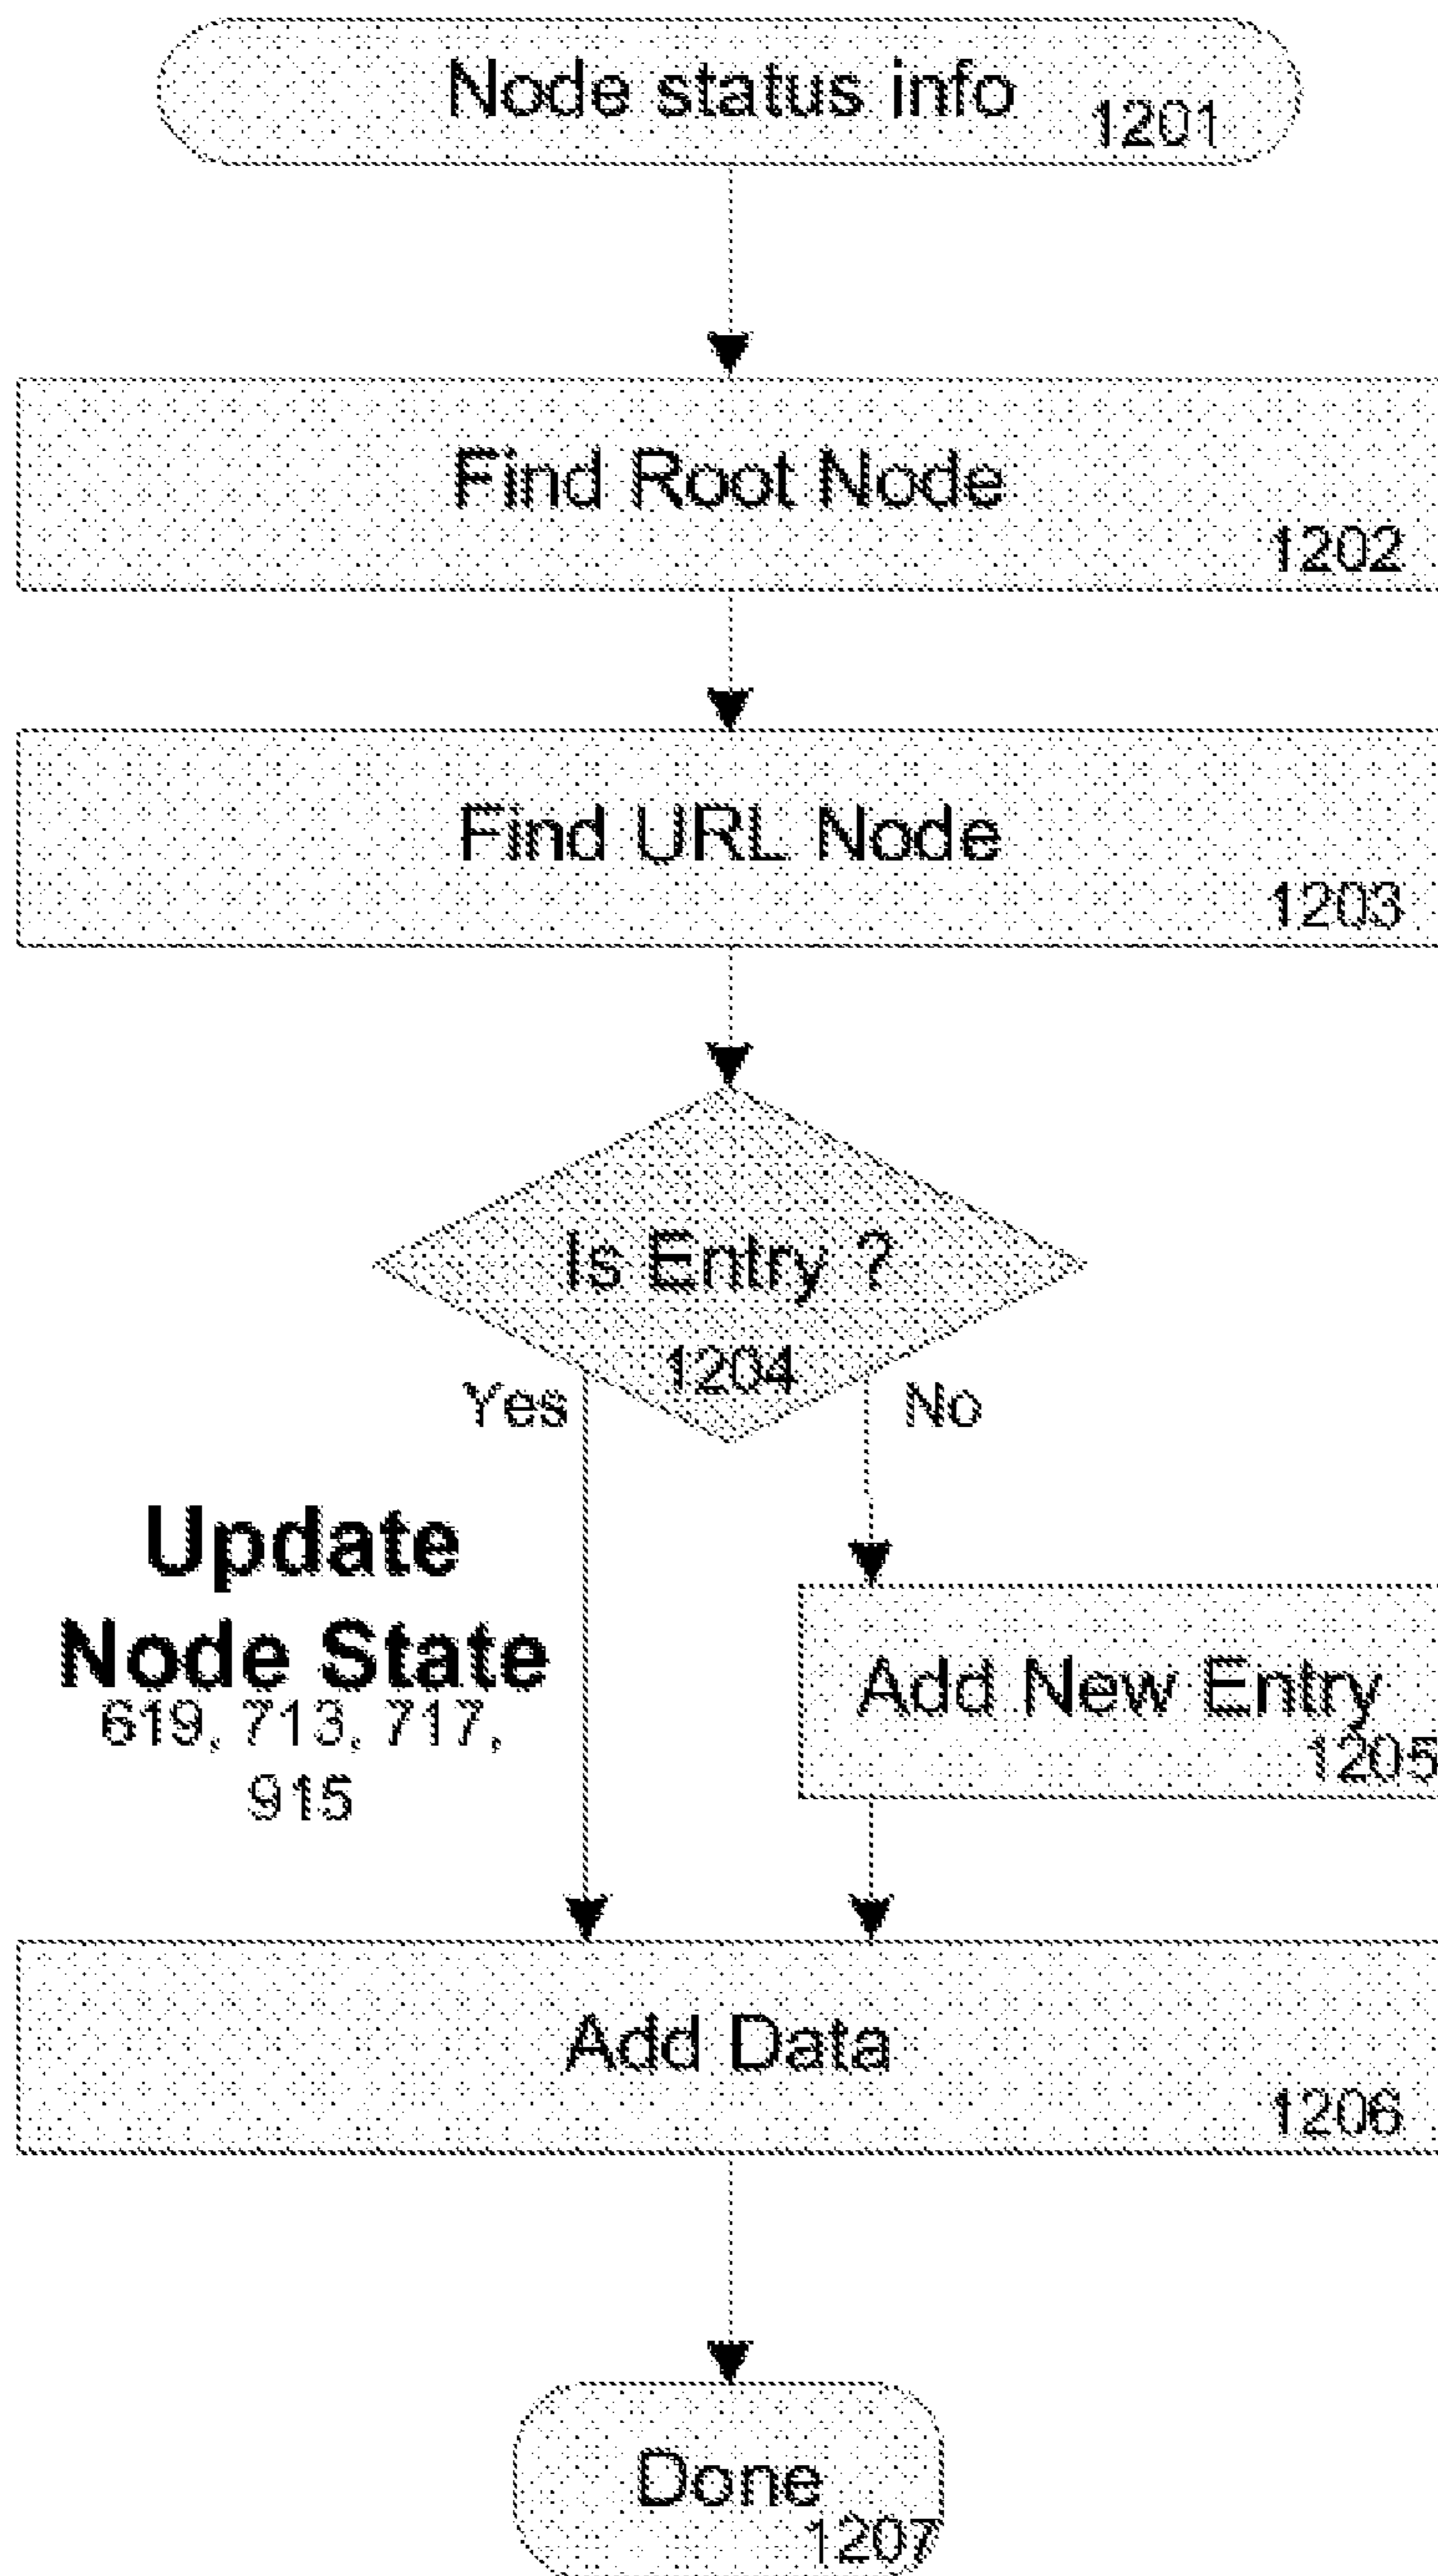 Node status info
1201
Find Root Node
1202
Find URL Node
1203
Is Entry ?
1204
Yes
No
Update
Node State
619, 713, 717,
915
Add New Entry
1205
Add Data
1206
Done
1207